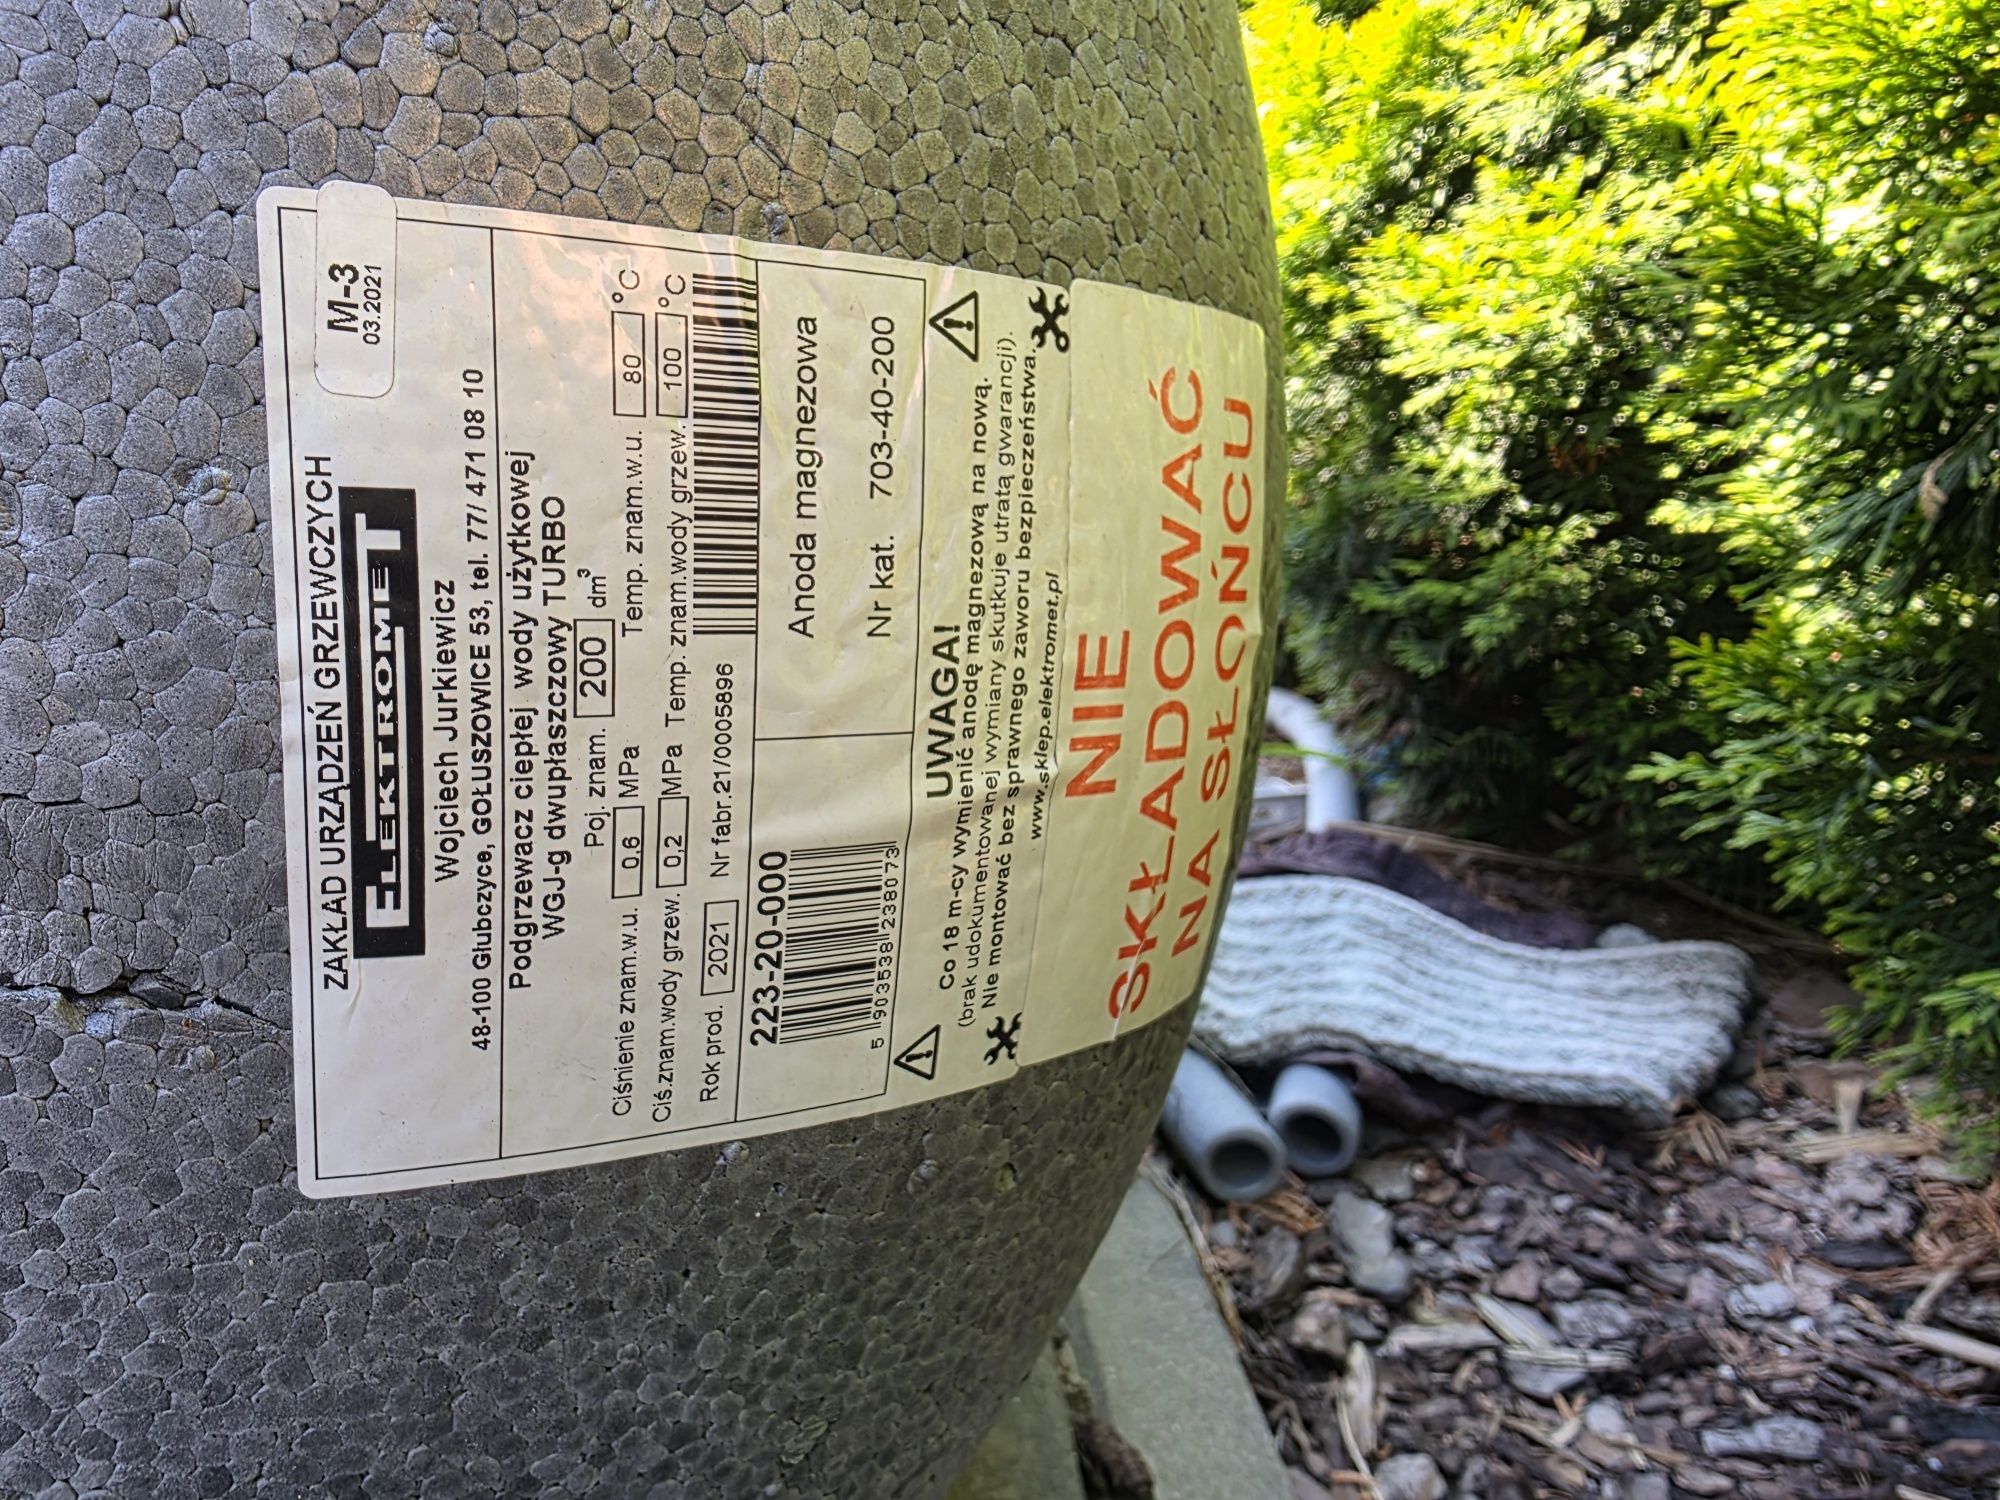 M-3
03.2021
ZAKŁAD URZĄDZEŃ GRZEWCZYCH
ELEKTROMET
Wojciech Jurkiewicz
48-100 Głubczyce, GOŁUSZOWICE 53, tel. 77/ 471 08 10
Podgrzewacz ciepłej wody użytkowej
WGJ-g dwupłaszczowy TURBO
Poj. znam. 200 dm³
Ciśnienie znam.w.u. 0,6 MPa Temp. znam.w.u. 80 °C
Ciś.znam.wody grzew. 0,2 MPa Temp. znam.wody grzew. 100 °C
Rok prod. 2021 Nr fabr.21/0005896
223-20-000
5 903538 238073
Anoda magnezowa
Nr kat. 703-40-200
UWAGA!
Co 18 m-cy wymienić anodę magnezową na nową.
(brak udokumentowanej wymiany skutkuje utratą gwarancji).
Nie montować bez sprawnego zaworu bezpieczeństwa.
www.sklep.elektromet.pl
NIE
SKŁADOWAĆ
NA SŁOŃCU